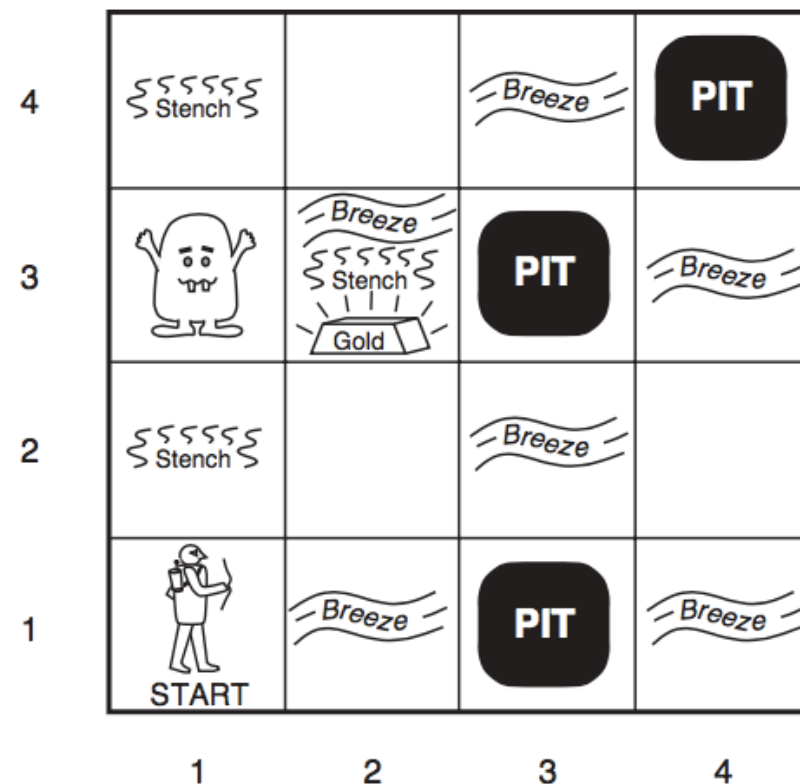 4
Stench
Breeze
PIT
3
Breeze
Stench
Gold
PIT
Breeze
2
Stench
Breeze
1
START
Breeze
PIT
Breeze
1 2 3 4